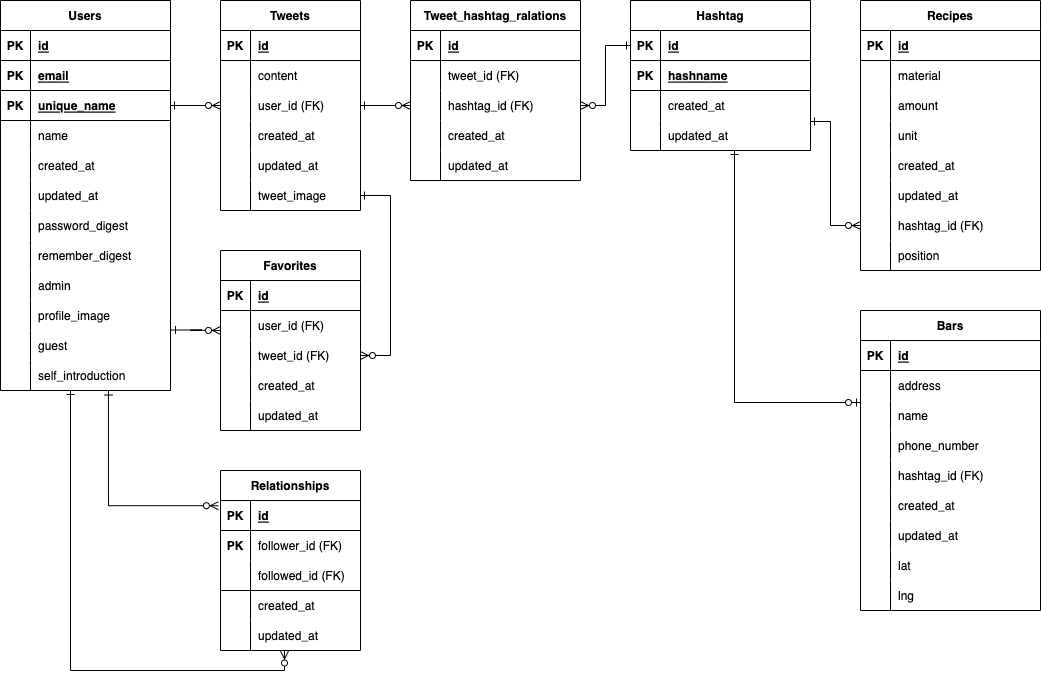 Users
PK id
PK email
PK unique_name
name
created_at
updated_at
password_digest
remember_digest
admin
profile_image
guest
self_introduction
Tweets
PK id
content
user_id (FK)
created_at
updated_at
tweet_image
Favorites
PK id
user_id (FK)
tweet_id (FK)
created_at
updated_at
Relationships
PK id
PK follower_id (FK)
followed_id (FK)
created_at
updated_at
Tweet_hashtag_ralations
PK id
tweet_id (FK)
hashtag_id (FK)
created_at
updated_at
Hashtag
PK id
PK hashname
created_at
updated_at
Recipes
PK id
material
amount
unit
created_at
updated_at
hashtag_id (FK)
position
Bars
PK id
address
name
phone_number
hashtag_id (FK)
created_at
updated_at
lat
lng